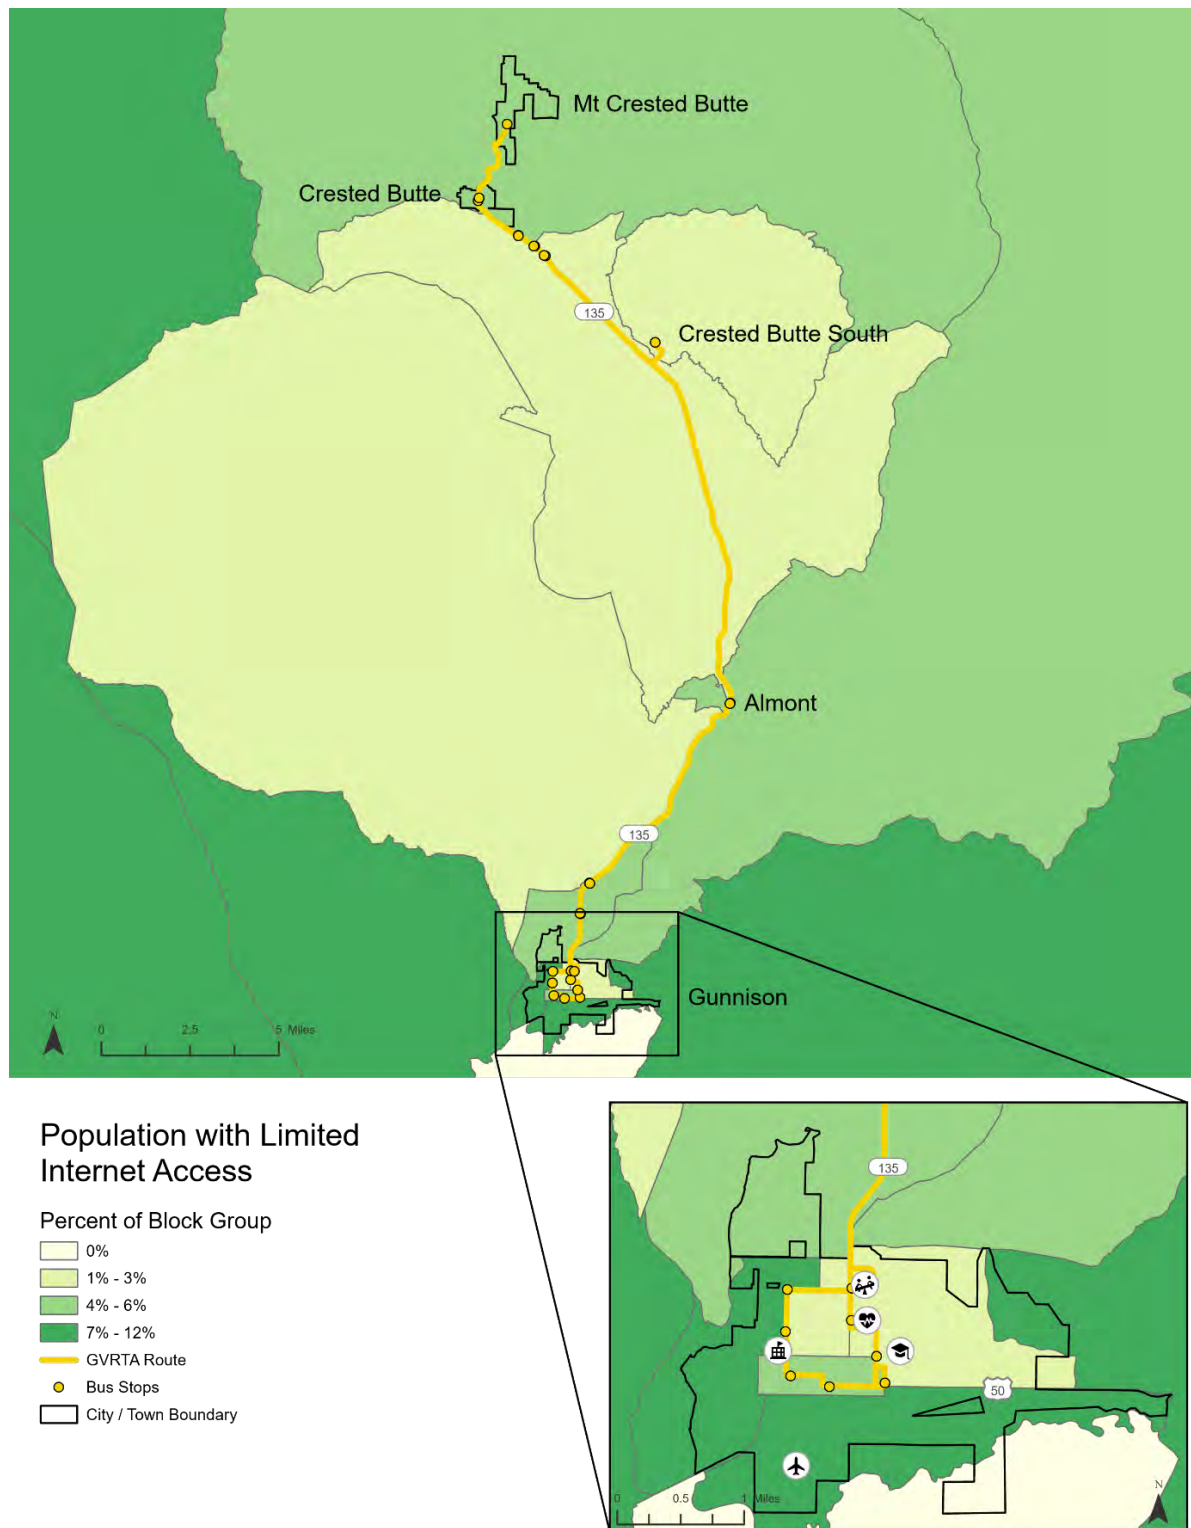 Mt Crested Butte
Crested Butte
135
Crested Butte South
Almont
135
Gunnison
N
0 2.5 5 Miles
Population with Limited
Internet Access
Percent of Block Group
0%
1% - 3%
4% - 6%
7% - 12%
GVRTA Route
Bus Stops
City / Town Boundary
135
50
0 0.5 1 Miles
N